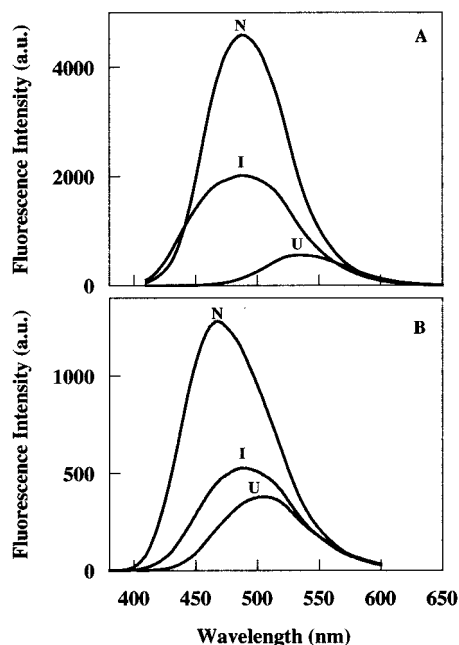 A
N
4000
I
2000
U
0
Fluorescence Intensity (a.u.)
B
N
1000
I
500
U
0
Fluorescence Intensity (a.u.)
400 450 500 550 600 650
Wavelength (nm)